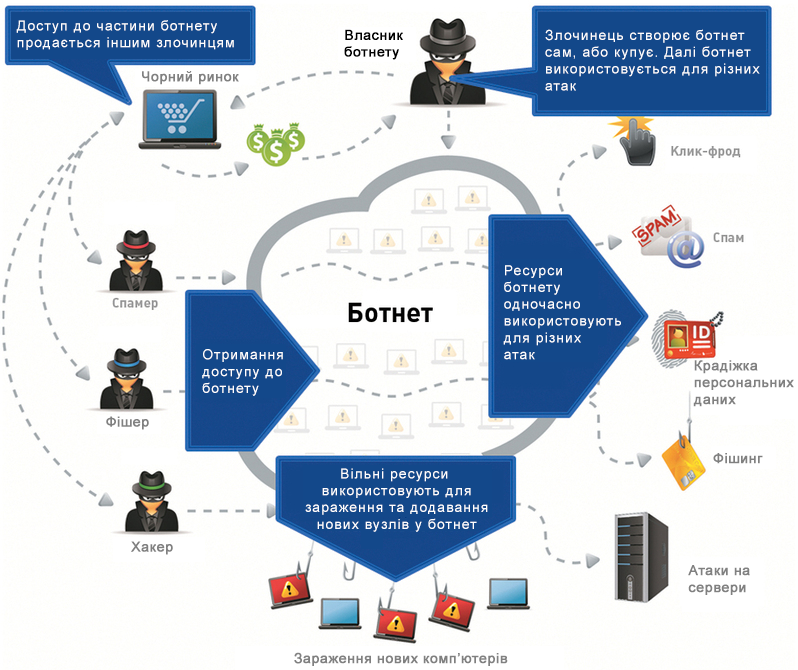 Доступ до частини ботнету
продається іншим злочинцям
Власник
ботнету
Злочинець створює ботнет
сам, або купує. Далі ботнет
використовується для різних
атак
Чорний ринок
$
$
$
Клик-фрод
SPAM
@
Спам
Спамер
Ботнет
Ресурси
ботнету
одночасно
використовують
для різних
атак
ID
Крадіжка
персональних
даних
Отримання
доступу до
ботнету
Фішер
Фішинг
Вільні ресурси
використовують для
зараження та додавання
нових вузлів у ботнет
Хакер
Атаки на
сервери
Зараження нових комп'ютерів